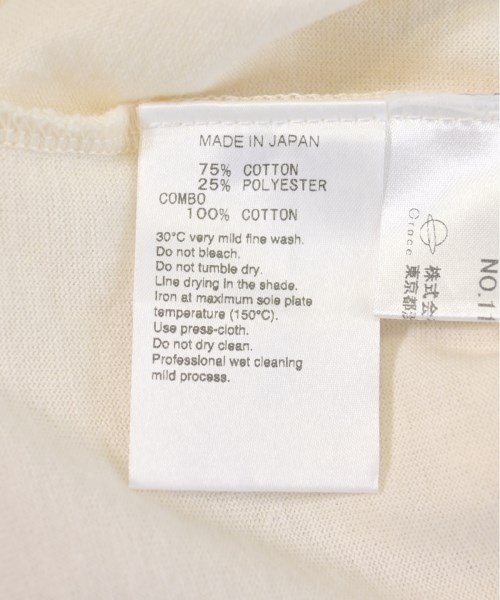 MADE IN JAPAN
75% COTTON
25% POLYESTER
COMBO
100% COTTON
30°C very mild fine wash.
Do not bleach.
Do not tumble dry.
Line drying in the shade.
Iron at maximum sole plate
temperature (150°C).
Use press-cloth.
Do not dry clean.
Professional wet cleaning
mild process.
NO.11
株式会
東京都